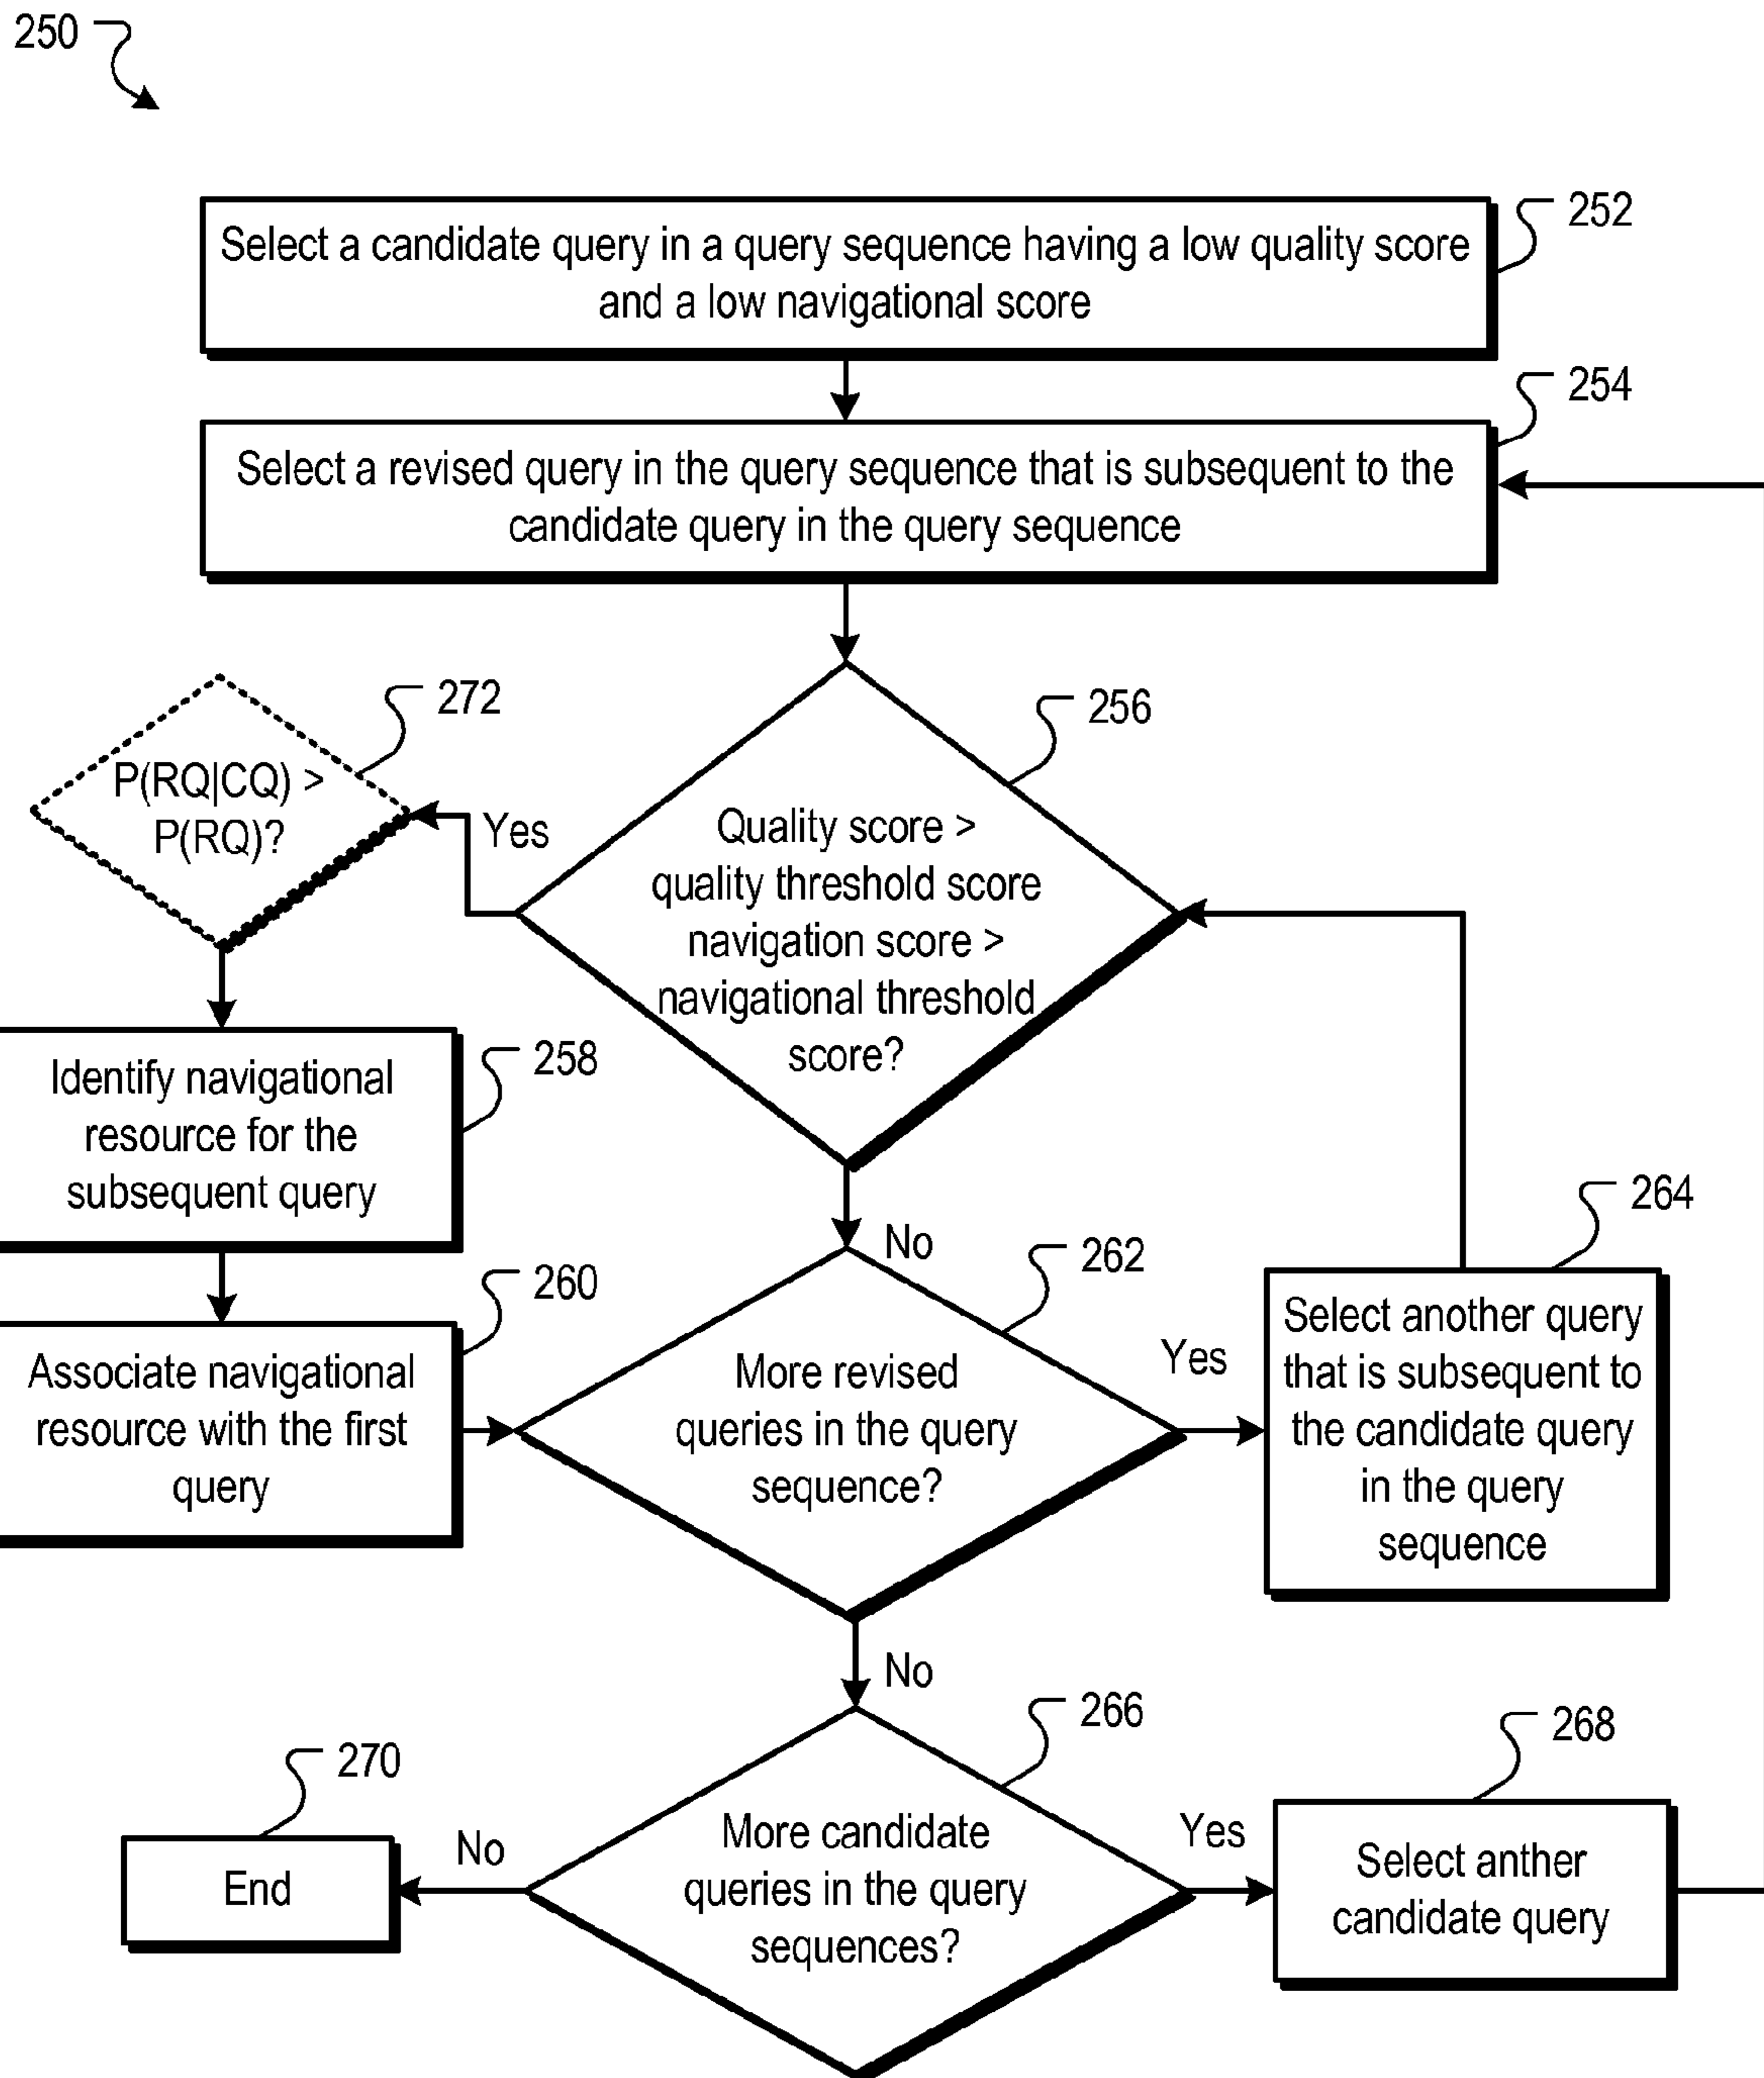 250
252
Select a candidate query in a query sequence having a low quality score
and a low navigational score
254
Select a revised query in the query sequence that is subsequent to the
candidate query in the query sequence
272
P(RQ|CQ) >
P(RQ)?
Yes
256
Quality score >
quality threshold score
navigation score >
navigational threshold
score?
258
Identify navigational
resource for the
subsequent query
No
260
Associate navigational
resource with the first
query
262
More revised
queries in the query
sequence?
Yes
264
Select another query
that is subsequent to
the candidate query
in the query
sequence
No
266
More candidate
queries in the query
sequences?
Yes
268
Select anther
candidate query
No
270
End